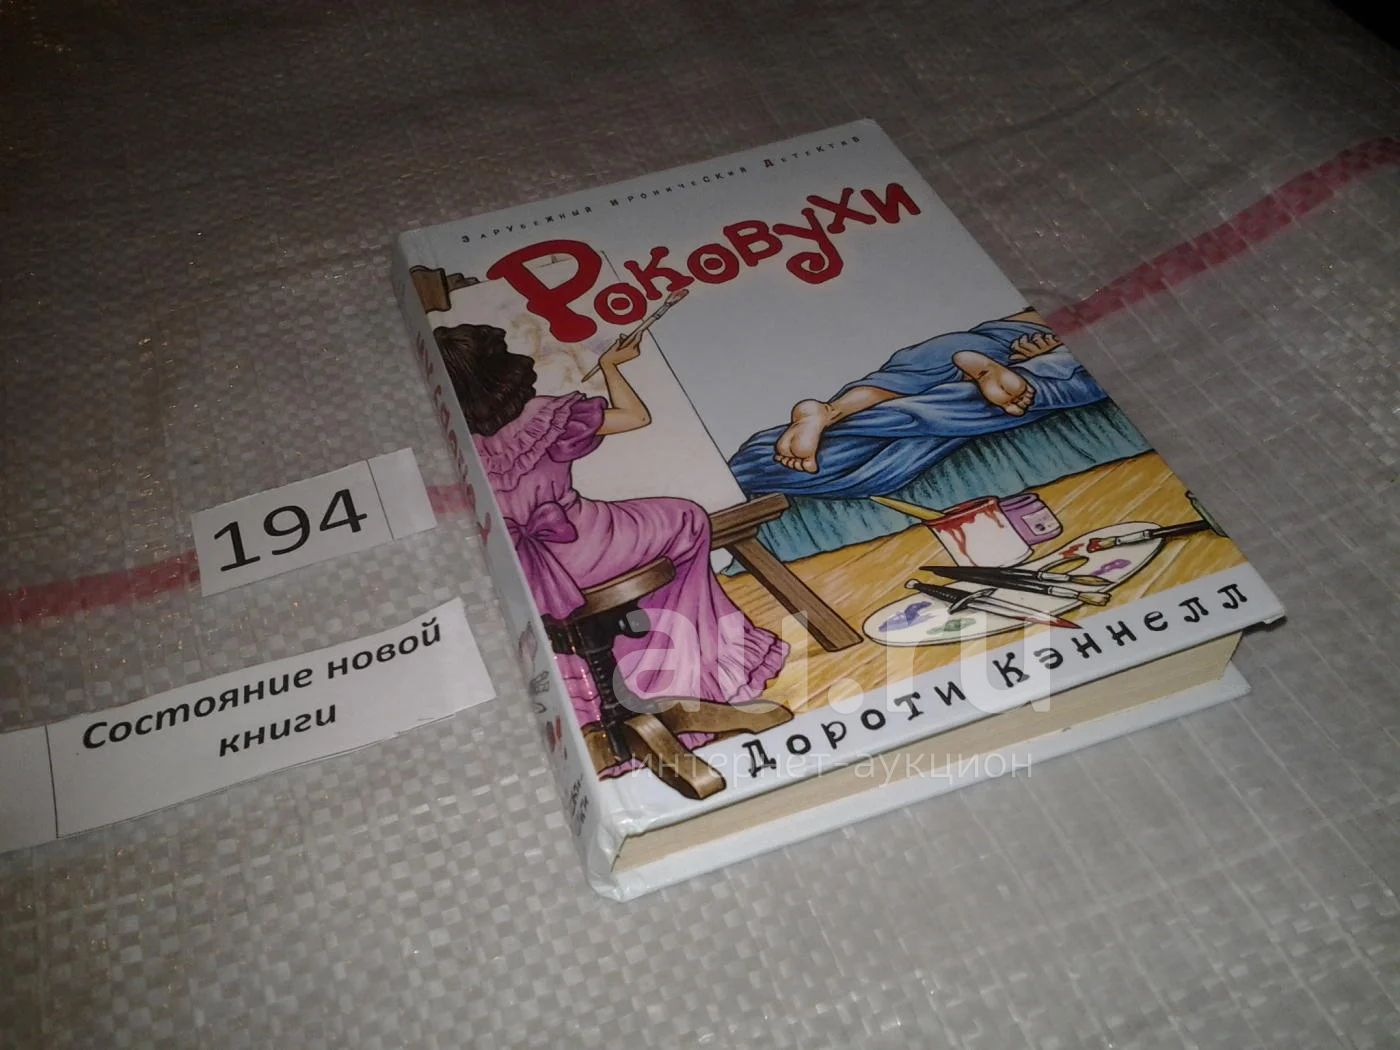 Зарубежный Иронический Детектив
Роковухи
194
Состояние новой
книги
au.ru
интернет-аукцион
Дороти Кэннелл